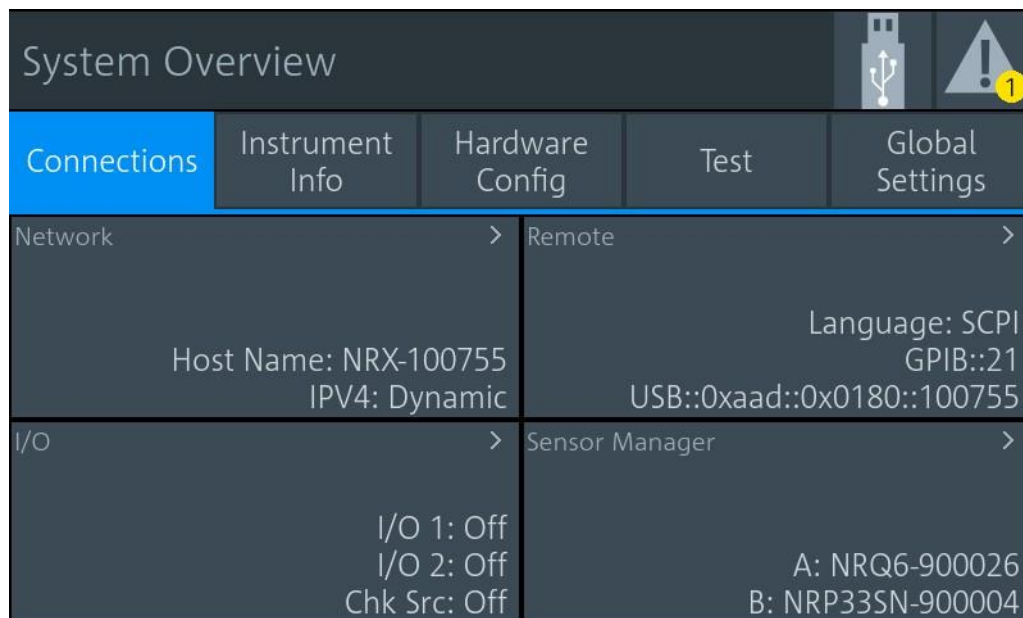 System Overview
1
Connections
Instrument
Info
Hardware
Config
Test
Global
Settings
Network >
Host Name: NRX-100755
IPV4: Dynamic
Remote >
Language: SCPI
GPIB::21
USB::0xaad::0x0180::100755
I/O >
I/O 1: Off
I/O 2: Off
Chk Src: Off
Sensor Manager >
A: NRQ6-900026
B: NRP33SN-900004